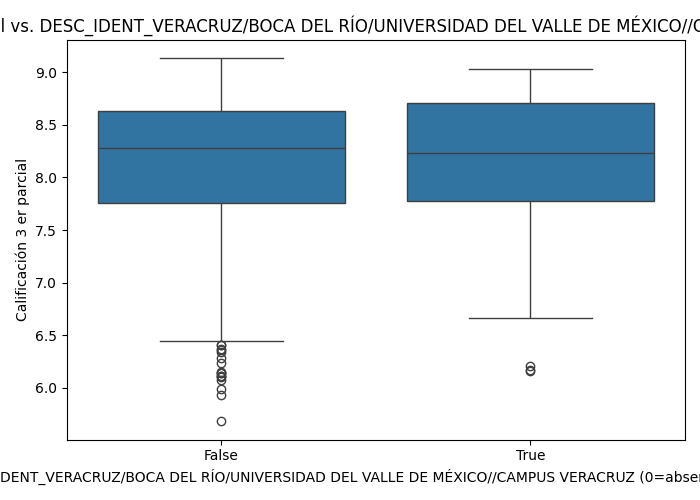 l vs. DESC_IDENT_VERACRUZ/BOCA DEL RÍO/UNIVERSIDAD DEL VALLE DE MÉXICO//C
Calificación 3 er parcial
9.0
8.5
8.0
7.5
7.0
6.5
6.0
False True
DENT_VERACRUZ/BOCA DEL RÍO/UNIVERSIDAD DEL VALLE DE MÉXICO//CAMPUS VERACRUZ (0=abse